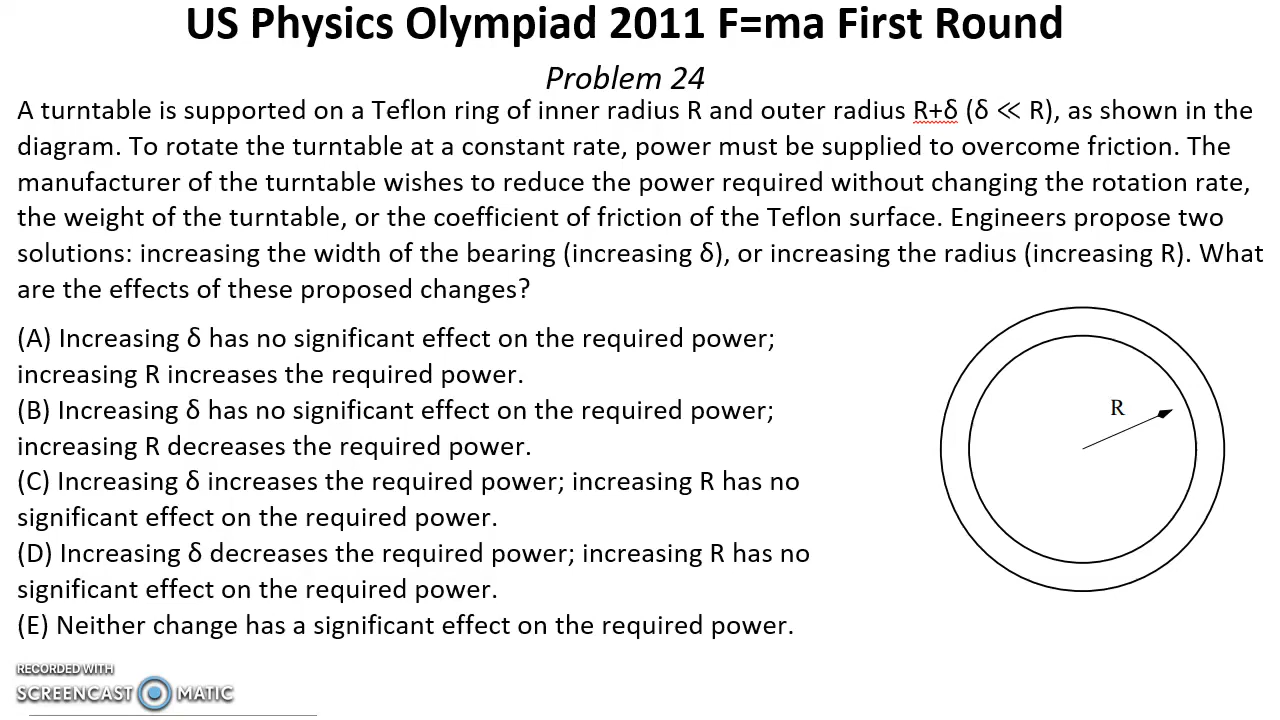 US Physics Olympiad 2011 F=ma First Round
Problem 24
A turntable is supported on a Teflon ring of inner radius R and outer radius R+δ (δ ≪ R), as shown in the
diagram. To rotate the turntable at a constant rate, power must be supplied to overcome friction. The
manufacturer of the turntable wishes to reduce the power required without changing the rotation rate,
the weight of the turntable, or the coefficient of friction of the Teflon surface. Engineers propose two
solutions: increasing the width of the bearing (increasing δ), or increasing the radius (increasing R). What
are the effects of these proposed changes?
(A) Increasing δ has no significant effect on the required power;
increasing R increases the required power.
(B) Increasing δ has no significant effect on the required power;
increasing R decreases the required power.
(C) Increasing δ increases the required power; increasing R has no
significant effect on the required power.
(D) Increasing δ decreases the required power; increasing R has no
significant effect on the required power.
(E) Neither change has a significant effect on the required power.
R
RECORDED WITH
SCREENCAST MATIC